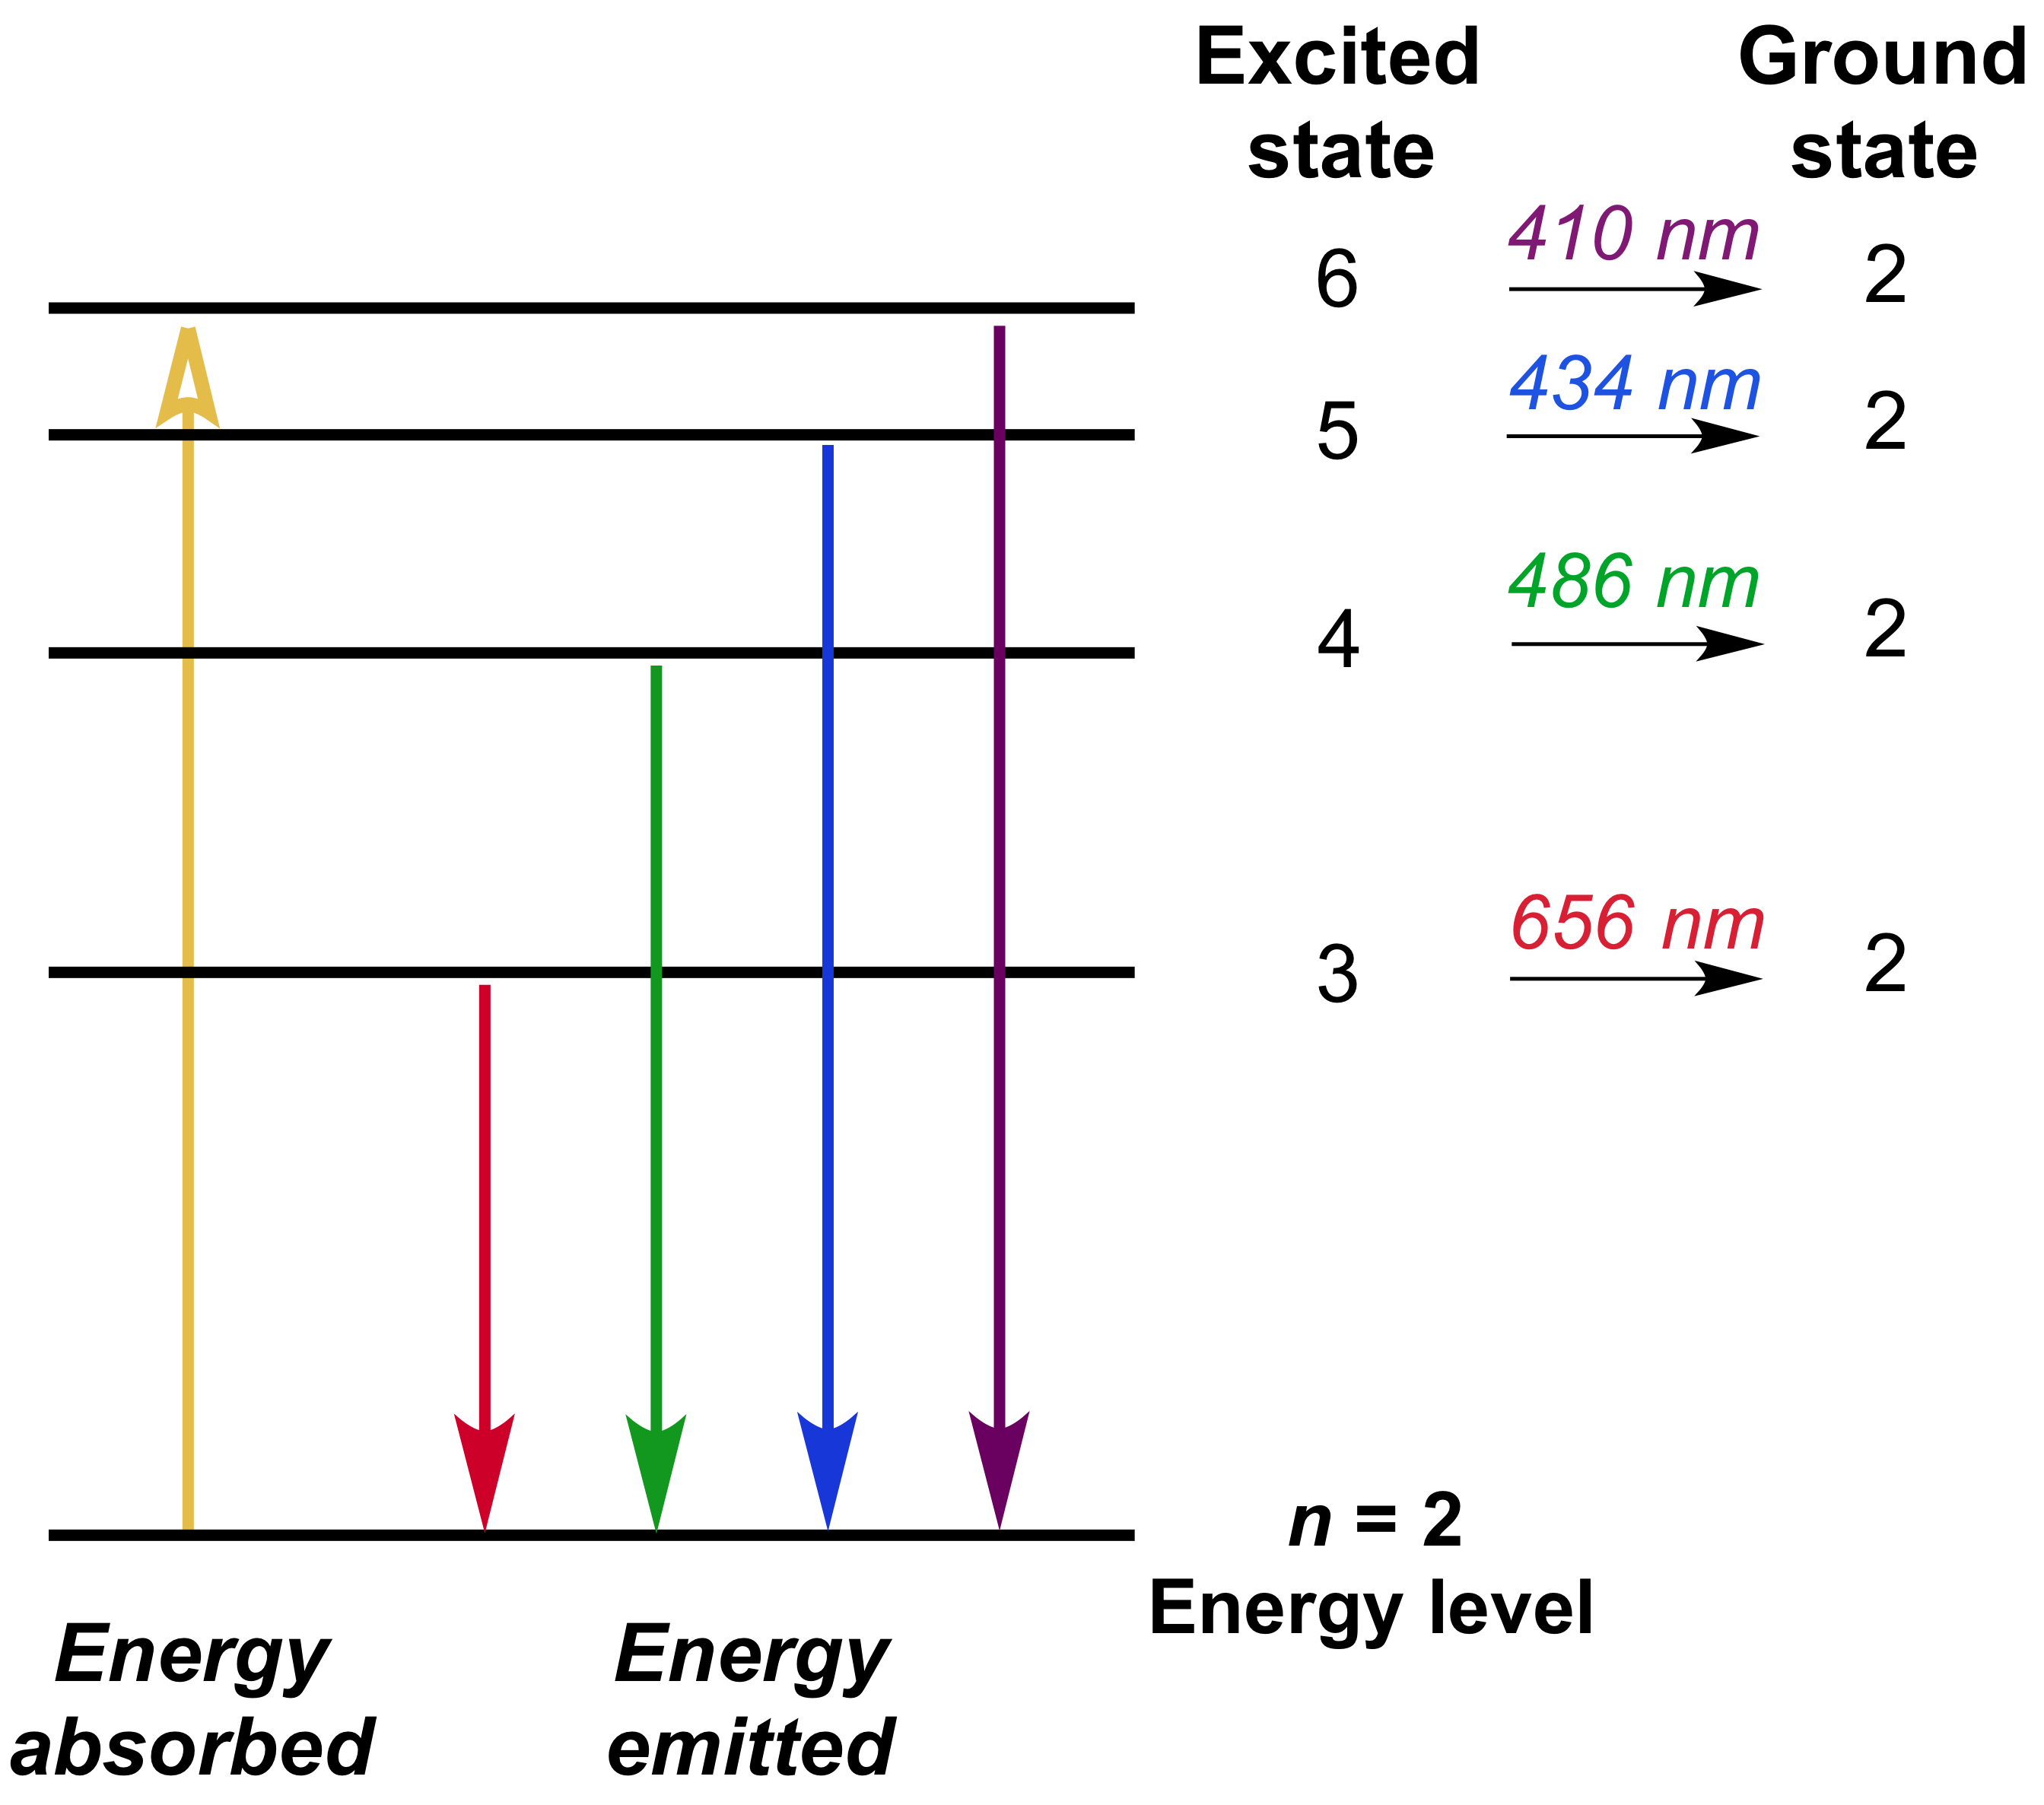 Excited
state
Ground
state
6
410 nm
2
5
434 nm
2
4
486 nm
2
3
656 nm
2
n = 2
Energy level
Energy
absorbed
Energy
emitted